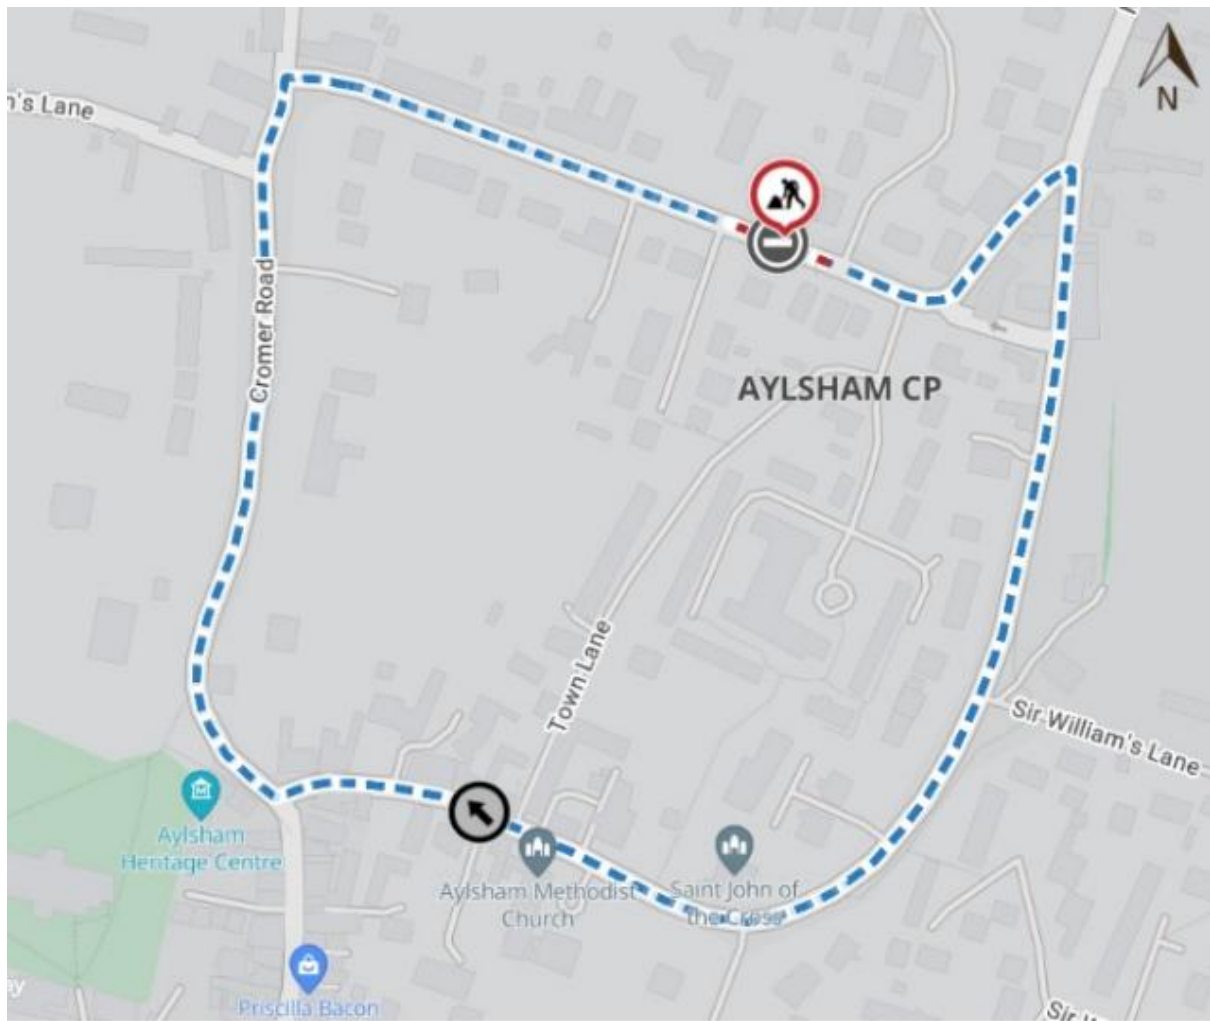 n's Lane
N
Cromer Road
AYLSHAM CP
Town Lane
Sir William's Lane
Aylsham
Heritage Centre
Aylsham Methodist
Church
Saint John of
the Cross
Priscilla Bacon
Sir